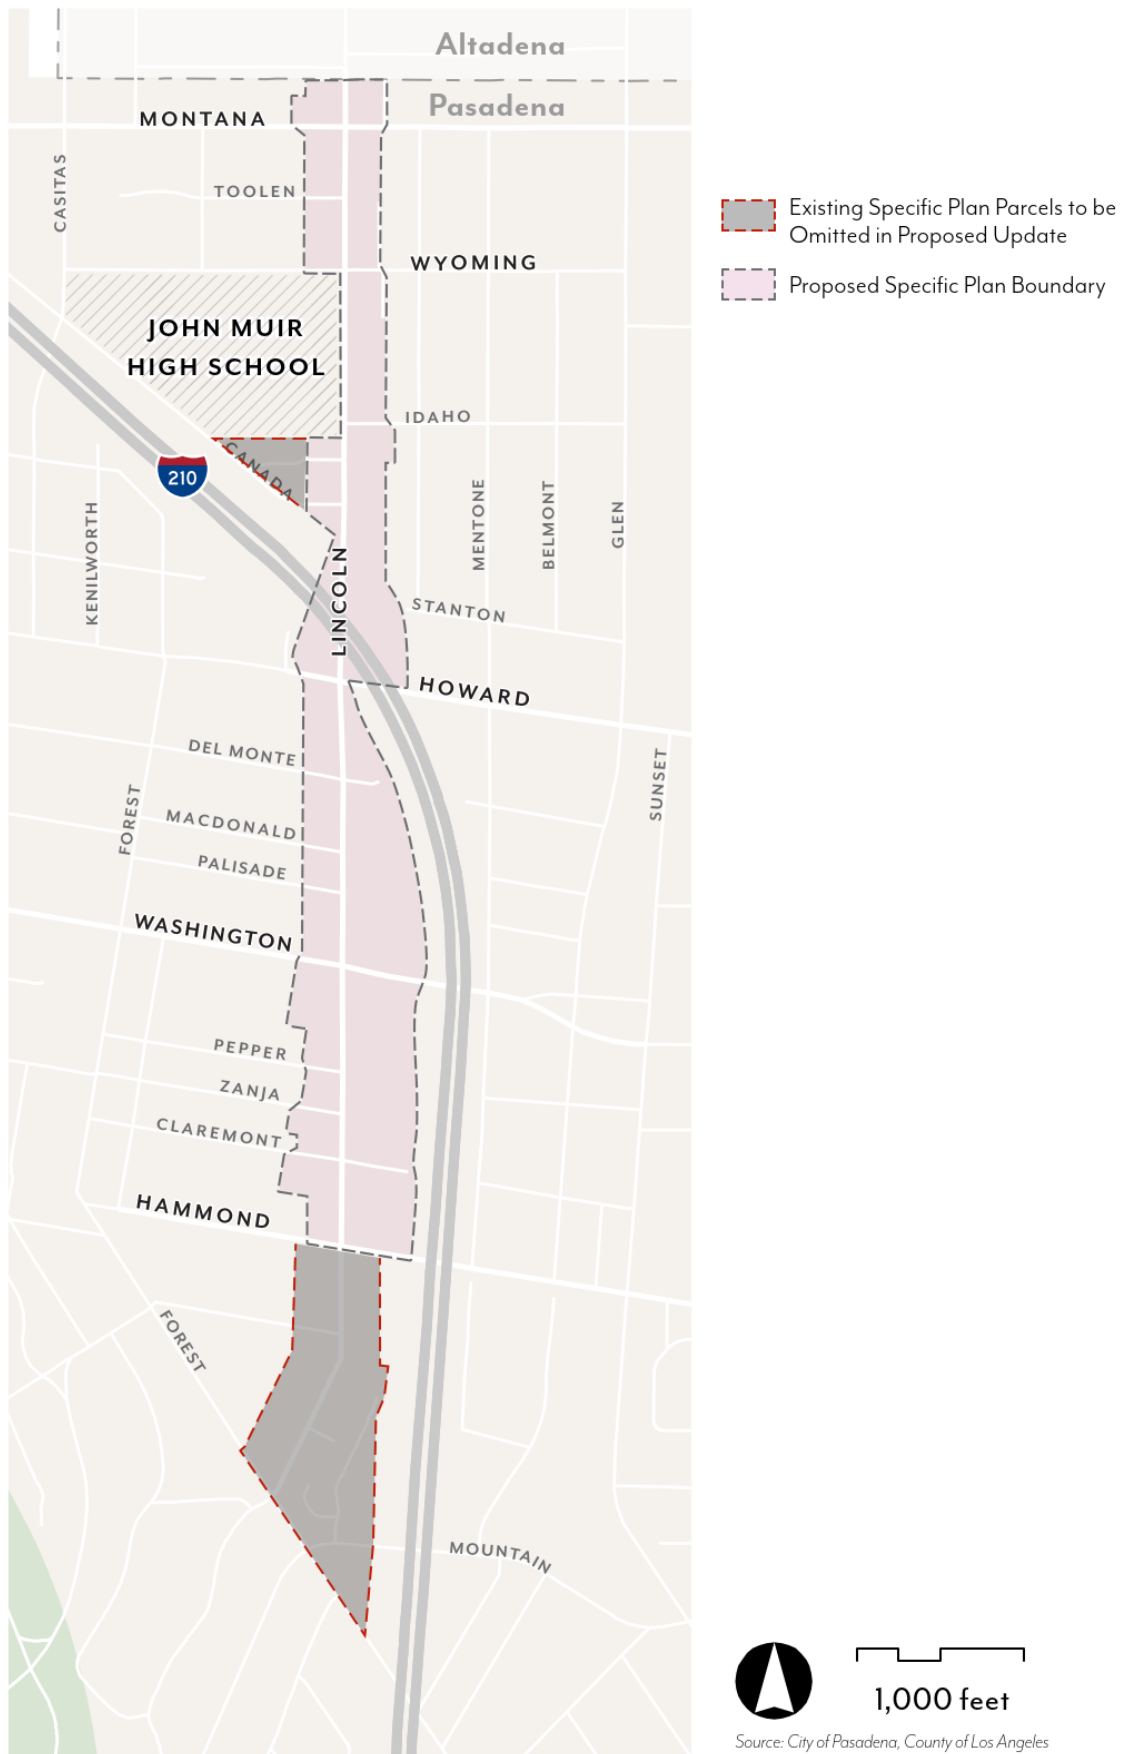 Altadena
Pasadena
MONTANA
CASITAS
TOOLEN
WYOMING
Existing Specific Plan Parcels to be
Omitted in Proposed Update
Proposed Specific Plan Boundary
JOHN MUIR
HIGH SCHOOL
IDAHO
CANADA
210
KENILWORTH
MENTONE
BELMONT
GLEN
LINCOLN
STANTON
HOWARD
DEL MONTE
SUNSET
FOREST
MACDONALD
PALISADE
WASHINGTON
PEPPER
ZANJA
CLAREMONT
HAMMOND
FOREST
MOUNTAIN
1,000 feet
Source: City of Pasadena, County of Los Angeles